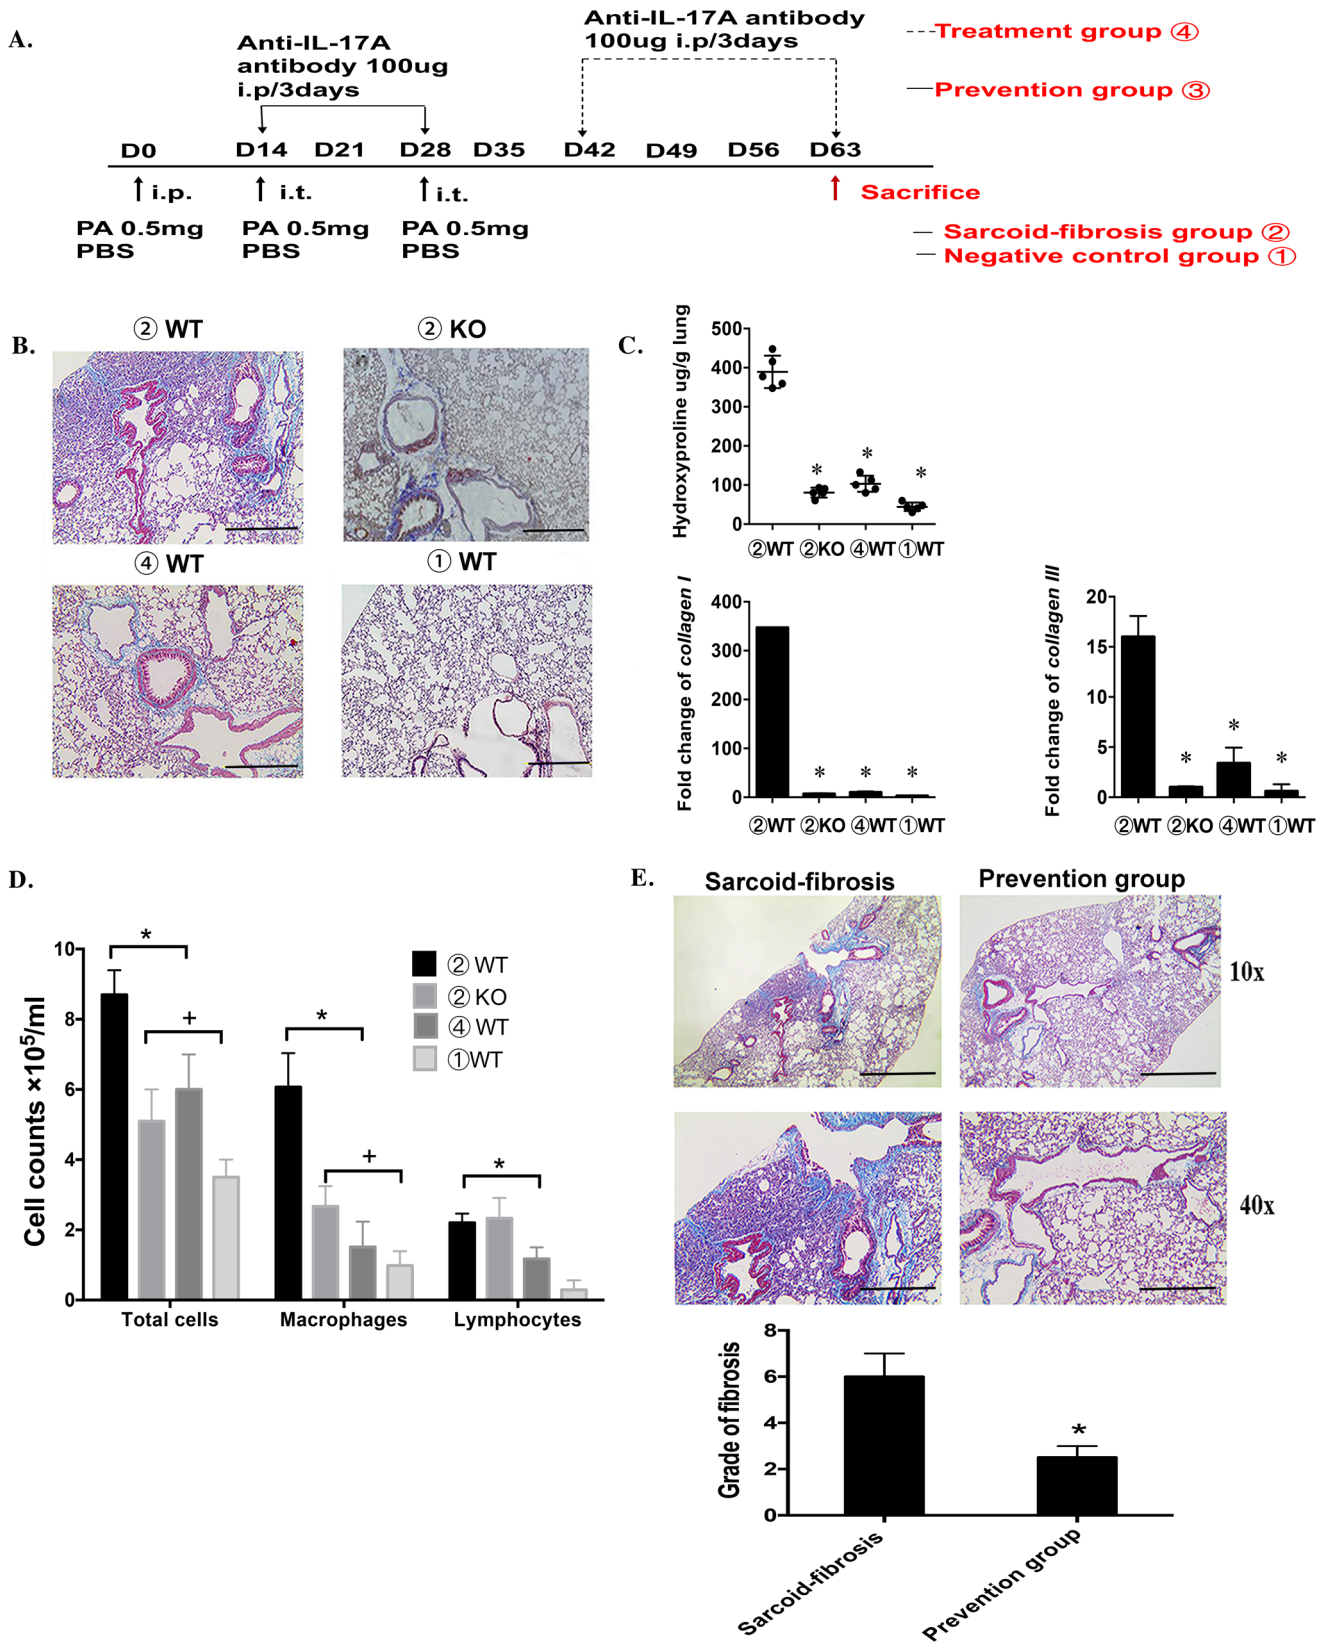 A.
Anti-IL-17A
antibody 100ug
i.p/3days
Anti-IL-17A antibody
100ug i.p/3days
Treatment group ④
Prevention group ③
D0 D14 D21 D28 D35 D42 D49 D56 D63
i.p. i.t. i.t. Sacrifice
PA 0.5mg PA 0.5mg PA 0.5mg
PBS PBS PBS
Sarcoid-fibrosis group ②
Negative control group ①
B.
② WT
② KO
④ WT
① WT
C.
Hydroxyproline ug/g lung
500
400
300
200
100
0
* * *
②WT ②KO ④WT ①WT
Fold change of collagen I
400
300
200
100
0
* * *
②WT ②KO ④WT ①WT
Fold change of collagen III
20
15
10
5
0
* * *
②WT ②KO ④WT ①WT
D.
Cell counts ×10⁵/ml
10
8
6
4
2
0
* + * + *
② WT
② KO
④ WT
①WT
Total cells Macrophages Lymphocytes
E.
Sarcoid-fibrosis Prevention group
10x
40x
Grade of fibrosis
8
6
4
2
0
*
Sarcoid-fibrosis
Prevention group